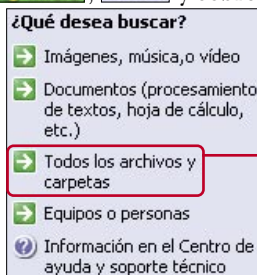 ¿Qué desea buscar?
Imágenes, música,o vídeo
Documentos (procesamiento
de textos, hoja de cálculo,
etc.)
Todos los archivos y
carpetas
Equipos o personas
Información en el Centro de
ayuda y soporte técnico